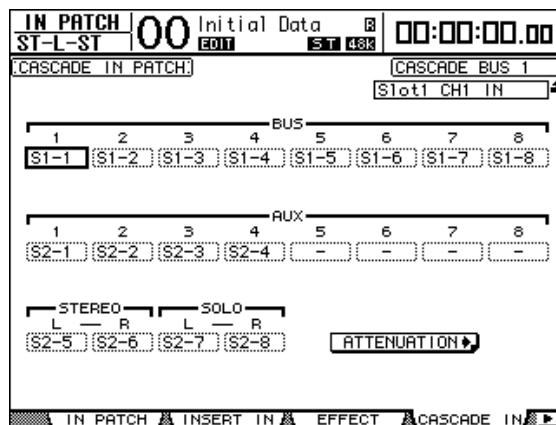 IN PATCH 00 Initial Data R 00:00:00.00
ST-L-ST EDIT ST 48K
CASCADE IN PATCH CASCADE BUS 1
Slot1 CH1 IN
BUS
1 2 3 4 5 6 7 8
S1-1 S1-2 S1-3 S1-4 S1-5 S1-6 S1-7 S1-8
AUX
1 2 3 4 5 6 7 8
S2-1 S2-2 S2-3 S2-4 - - - -
STEREO SOLO
L — R L — R
S2-5 S2-6 S2-7 S2-8 ATTENUATION
IN PATCH INSERT IN EFFECT CASCADE IN